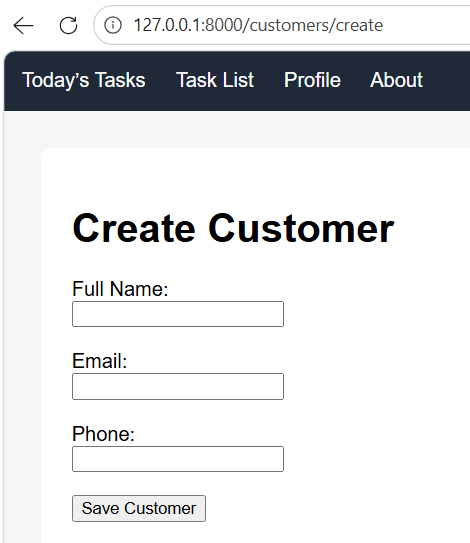 127.0.0.1:8000/customers/create
Today’s Tasks Task List Profile About
Create Customer
Full Name:
Email:
Phone:
Save Customer